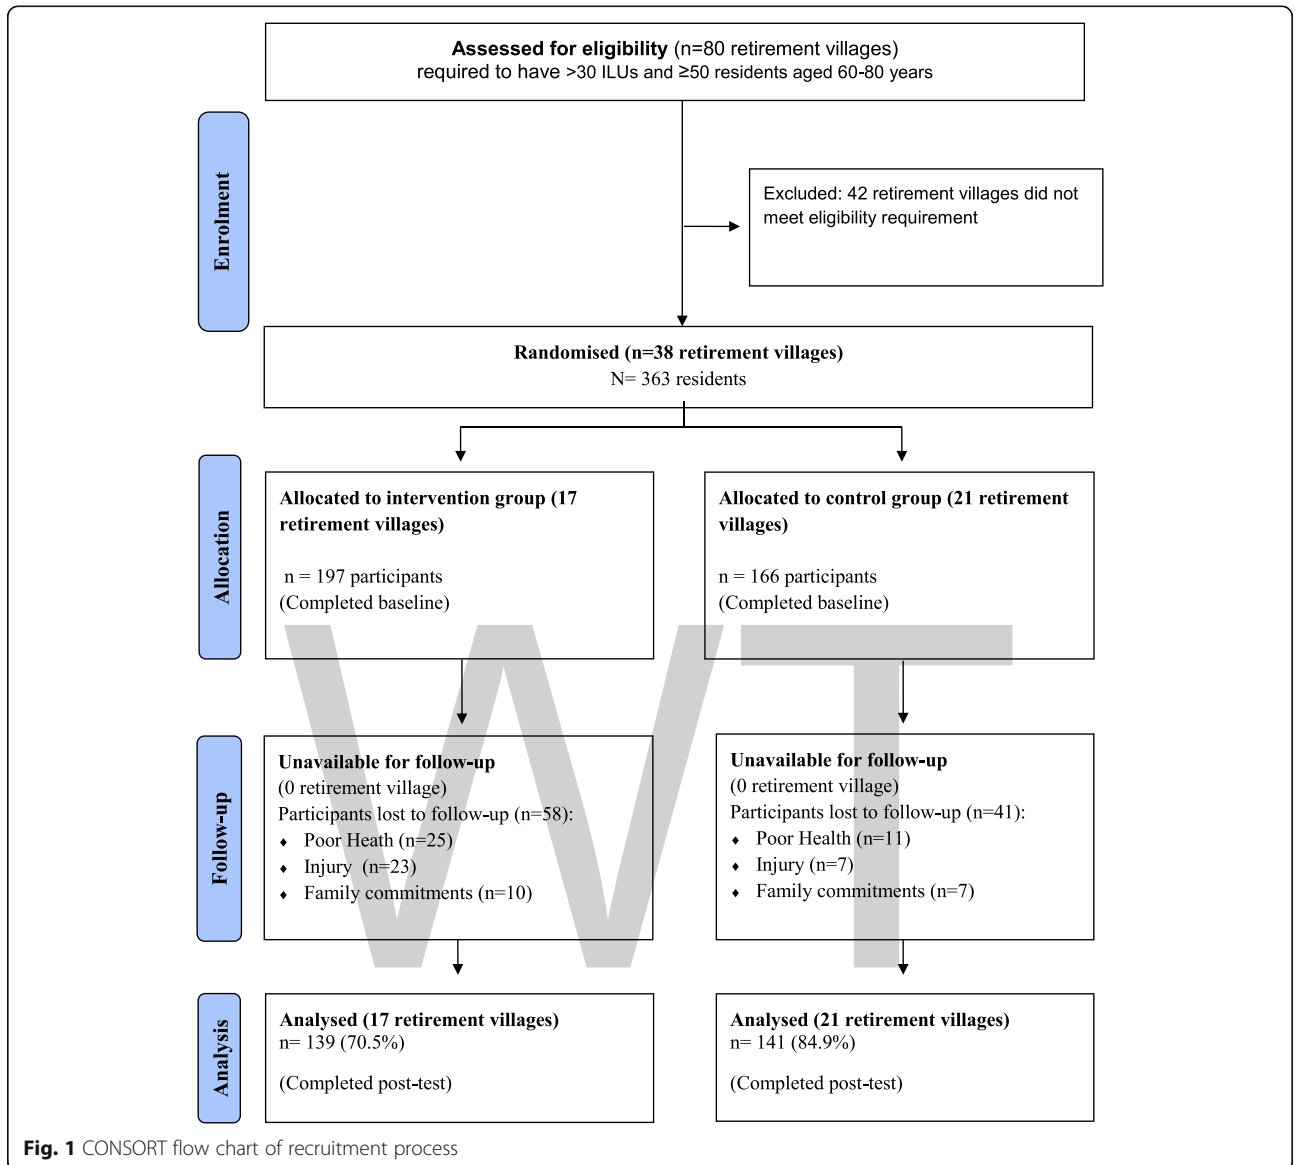 Assessed for eligibility (n=80 retirement villages)
required to have >30 ILUs and ≥50 residents aged 60-80 years
Enrolment
Excluded: 42 retirement villages did not
meet eligibility requirement
Randomised (n=38 retirement villages)
N= 363 residents
Allocation
Allocated to intervention group (17
retirement villages)
n = 197 participants
(Completed baseline)
Allocated to control group (21 retirement
villages)
n = 166 participants
(Completed baseline)
Follow-up
Unavailable for follow-up
(0 retirement village)
Participants lost to follow-up (n=58):
♦ Poor Heath (n=25)
♦ Injury (n=23)
♦ Family commitments (n=10)
Unavailable for follow-up
(0 retirement village)
Participants lost to follow-up (n=41):
♦ Poor Health (n=11)
♦ Injury (n=7)
♦ Family commitments (n=7)
Analysis
Analysed (17 retirement villages)
n= 139 (70.5%)
(Completed post-test)
Analysed (21 retirement villages)
n= 141 (84.9%)
(Completed post-test)
WT
Fig. 1 CONSORT flow chart of recruitment process